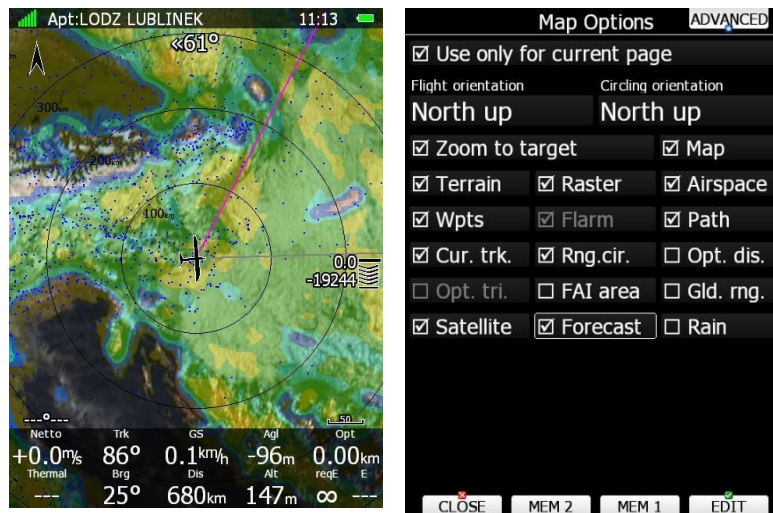 Apt:LODZ LUBLINEK 11:13
«61°
300km
200km
100km
0.0
-19244
---°---
50
Netto Trk GS Agl Opt
+0.0m/s 86° 0.1km/h -96m 0.00km
Thermal Brg Dis Alt reqE E
--- 25° 680km 147m ∞ ---
Map Options ADVANCED
Use only for current page
Flight orientation Circling orientation
North up North up
Zoom to target Map
Terrain Raster Airspace
Wpts Flarm Path
Cur. trk. Rng.cir. Opt. dis.
Opt. tri. FAI area Gld. rng.
Satellite Forecast Rain
CLOSE MEM 2 MEM 1 EDIT